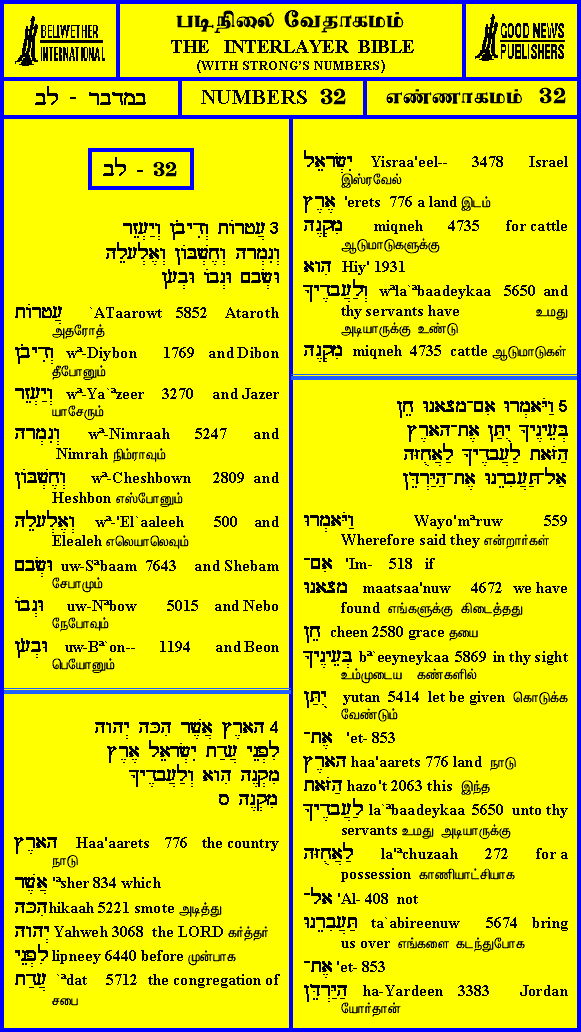 BELLWETHER
INTERNATIONAL
படிநிலை வேதாகமம்
THE INTERLAYER BIBLE
(WITH STRONG'S NUMBERS)
GOOD NEWS
PUBLISHERS
במדבר - לב
NUMBERS 32
எண்ணாகமம் 32
לב - 32
3 עֲטָרוֹת וְדִיבֹן וְיַעְזֵר
וְנִמְרָה וְחֶשְׁבּוֹן וְאֶלְעָלֵה
וּשְׂבָם וּנְבוֹ וּבְעֹן
עֲטָרוֹת `ATaarowt 5852 Ataroth
அதரோத்
וְדִיבֹן wª-Diybon 1769 and Dibon
தீபோனும்
וְיַעְזֵר wª-Ya`ªzeer 3270 and Jazer
யாசேரும்
וְנִמְרָה wª-Nimraah 5247 and
Nimrah நிம்ராவும்
וְחֶשְׁבּוֹן wª-Cheshbown 2809 and
Heshbon எஸ்போனும்
וְאֶלְעָלֵה wª-'El`aaleeh 500 and
Elealeh எலெயாலெவும்
וּשְׂבָם uw-Sªbaam 7643 and Shebam
சேபாமும்
וּנְבוֹ uw-Nªbow 5015 and Nebo
நேபோவும்
וּבְעֹן uw-Bª`on-- 1194 and Beon
பெயோனும்
4 הָאָרֶץ אֲשֶׁר הִכָּה יְהוָה
לִפְנֵי עֲדַת יִשְׂרָאֵל אֶרֶץ
מִקְנֶה הִוא וְלַעֲבָדֶיךָ
מִקְנֶה ס
הָאָרֶץ Haa'aarets 776 the country
நாடு
אֲשֶׁר 'ªsher 834 which
הִכָּה hikaah 5221 smote அடித்து
יְהוָה Yahweh 3068 the LORD கர்த்தர்
לִפְנֵי lipneey 6440 before முன்பாக
עֲדַת `ªdat 5712 the congregation of
சபை
יִשְׂרָאֵל Yisraa'eel-- 3478 Israel
இஸ்ரவேல்
אֶרֶץ 'erets 776 a land இடம்
מִקְנֶה miqneh 4735 for cattle
ஆடுமாடுகளுக்கு
הִוא Hiy' 1931
וְלַעֲבָדֶיךָ wªla`ªbaadeykaa 5650 and
thy servants have உமது
அடியாருக்கு உண்டு
מִקְנֶה miqneh 4735 cattle ஆடுமாடுகள்
5 וַיֹּאמְרוּ אִם־מָצָאנוּ חֵן
בְּעֵינֶיךָ יֻתַּן אֶת־הָאָרֶץ
הַזֹּאת לַעֲבָדֶיךָ לַאֲחֻזָּה
אַל־תַּעֲבִרֵנוּ אֶת־הַיַּרְדֵּן
וַיֹּאמְרוּ Wayo'mªruw 559
Wherefore said they என்றார்கள்
אִם־ 'Im- 518 if
מָצָאנוּ maatsaa'nuw 4672 we have
found எங்களுக்கு கிடைத்தது
חֵן cheen 2580 grace தயை
בְּעֵינֶיךָ bª`eeyneykaa 5869 in thy sight
உம்முடைய கண்களில்
יֻתַּן yutan 5414 let be given கொடுக்க
வேண்டும்
אֶת־ 'et- 853
הָאָרֶץ haa'aarets 776 land நாடு
הַזֹּאת hazo't 2063 this இந்த
לַעֲבָדֶיךָ la`ªbaadeykaa 5650 unto thy
servants உமது அடியாருக்கு
לַאֲחֻזָּה la'ªchuzaah 272 for a
possession காணியாட்சியாக
אַל־ 'Al- 408 not
תַּעֲבִרֵנוּ ta`abireenuw 5674 bring
us over எங்களை கடந்துபோக
אֶת־ 'et- 853
הַיַּרְדֵּן ha-Yardeen 3383 Jordan
யோர்தான்